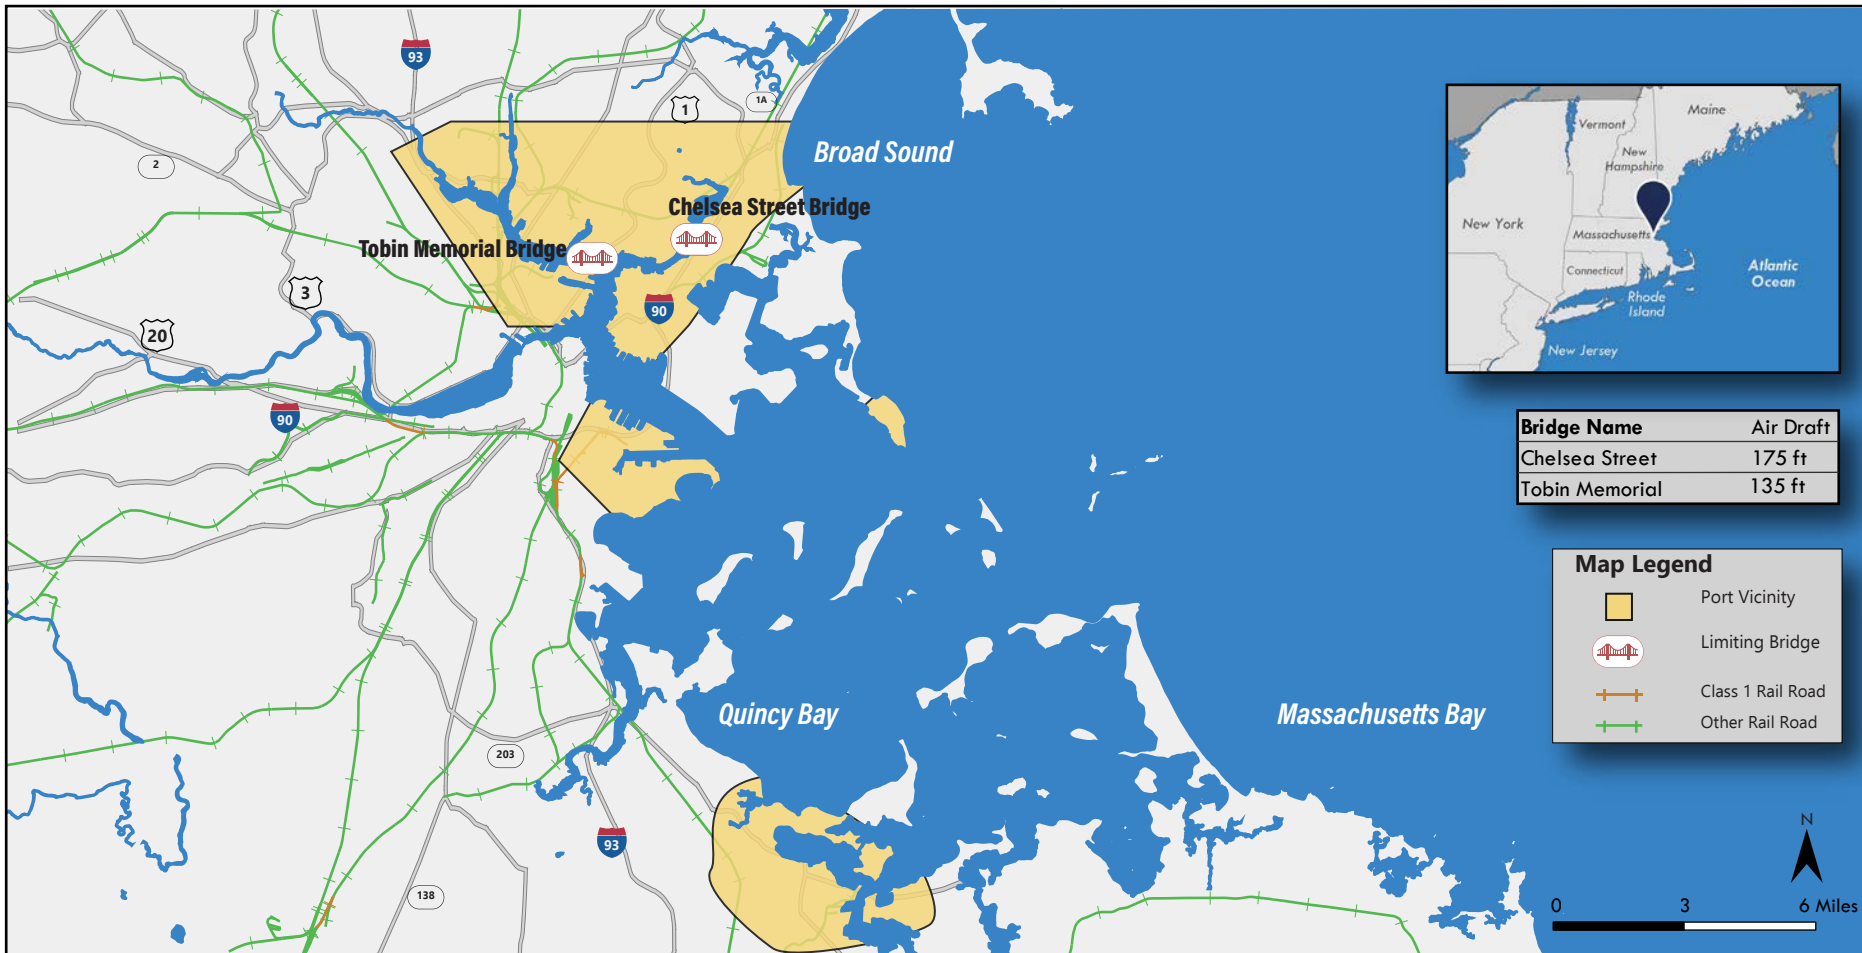 93
1
1A
2
Broad Sound
Chelsea Street Bridge
Tobin Memorial Bridge
3
90
20
90
Quincy Bay
Massachusetts Bay
203
93
138
Maine
Vermont
New
Hampshire
New York
Massachusetts
Connecticut
Rhode
Island
New Jersey
Atlantic
Ocean
Bridge Name Air Draft
Chelsea Street 175 ft
Tobin Memorial 135 ft
Map Legend
Port Vicinity
Limiting Bridge
Class 1 Rail Road
Other Rail Road
N
0 3 6 Miles